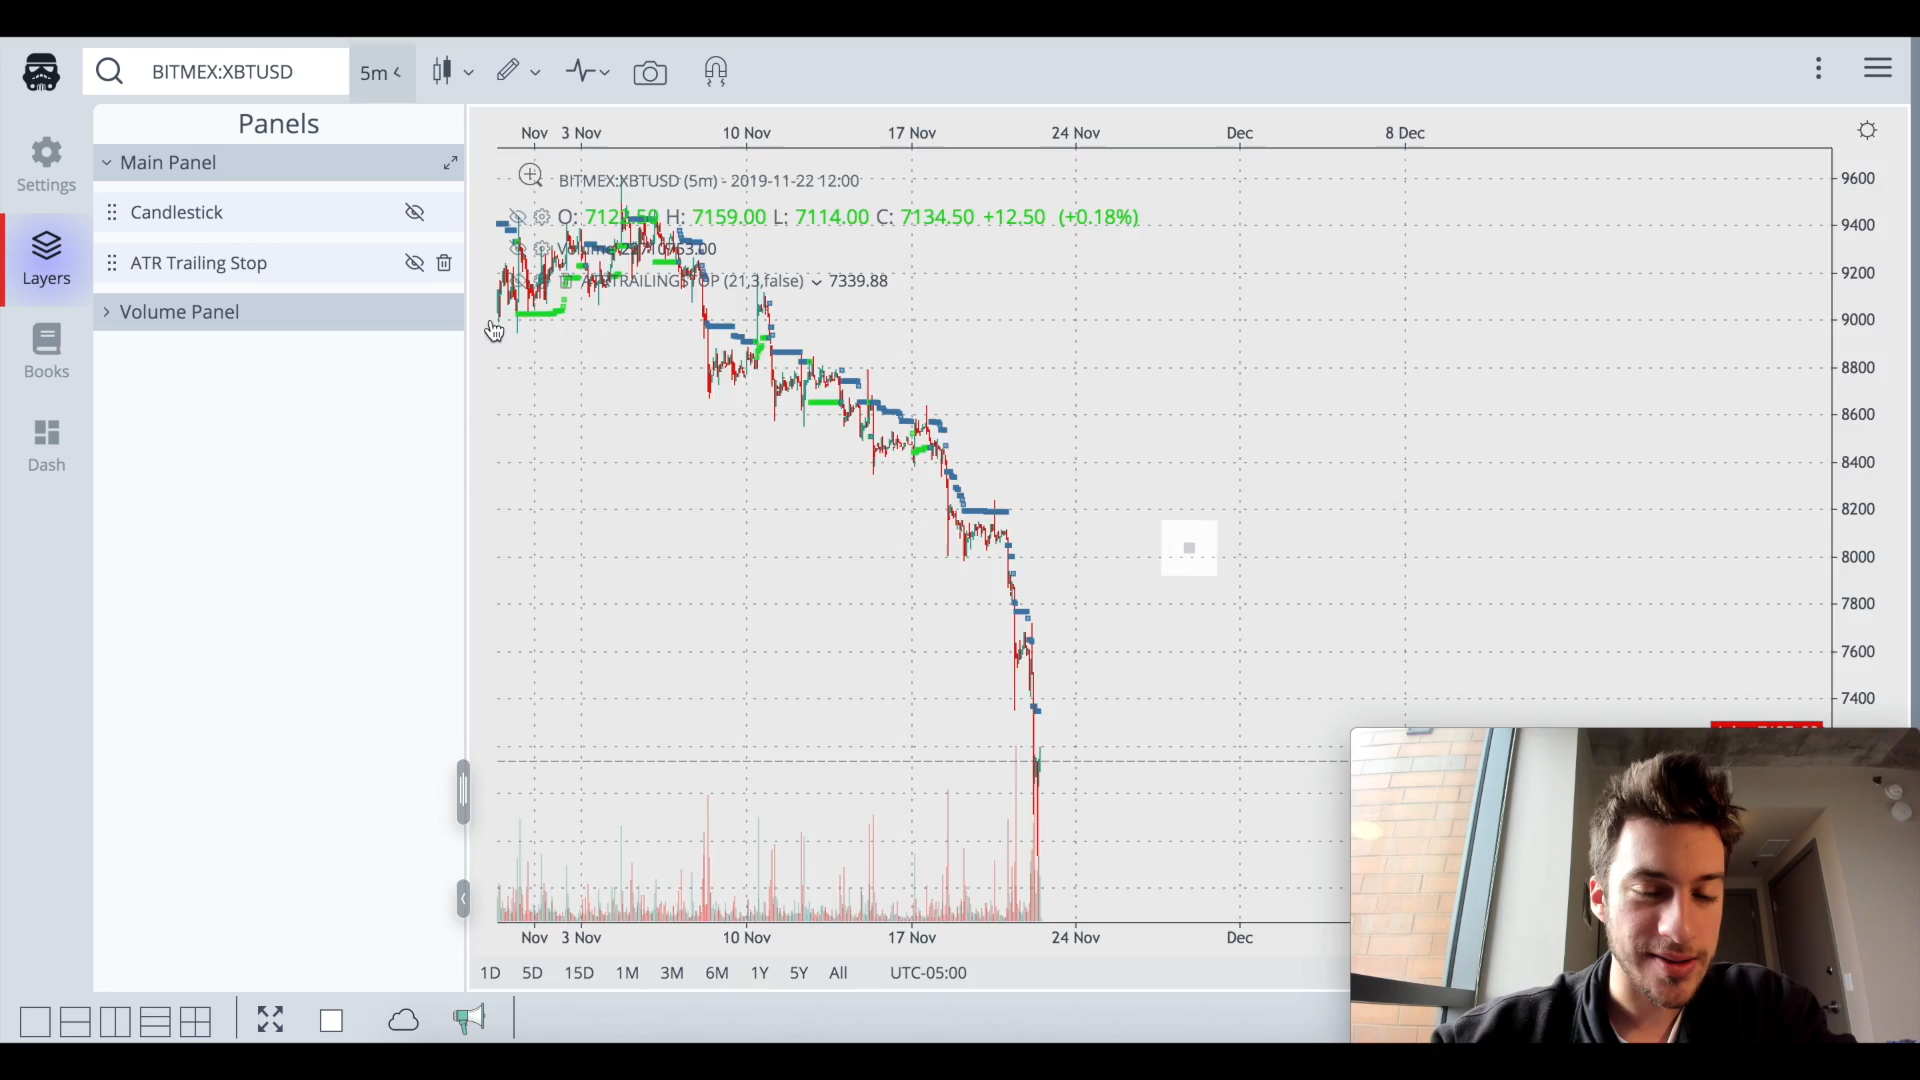 BITMEX:XBTUSD
5m
Settings
Layers
Books
Dash
Panels
Main Panel
Candlestick
ATR Trailing Stop
Volume Panel
Nov 3 Nov 10 Nov 17 Nov 24 Nov Dec 8 Dec
BITMEX:XBTUSD (5m) - 2019-11-22 12:00
H: 7159.00 L: 7114.00 C: 7134.50 +12.50 (+0.18%)
Volume
(21,3,false) 7339.88
9600
9400
9200
9000
8800
8600
8400
8200
8000
7800
7600
7400
Nov 3 Nov 10 Nov 17 Nov 24 Nov Dec
1D 5D 15D 1M 3M 6M 1Y 5Y All UTC-05:00